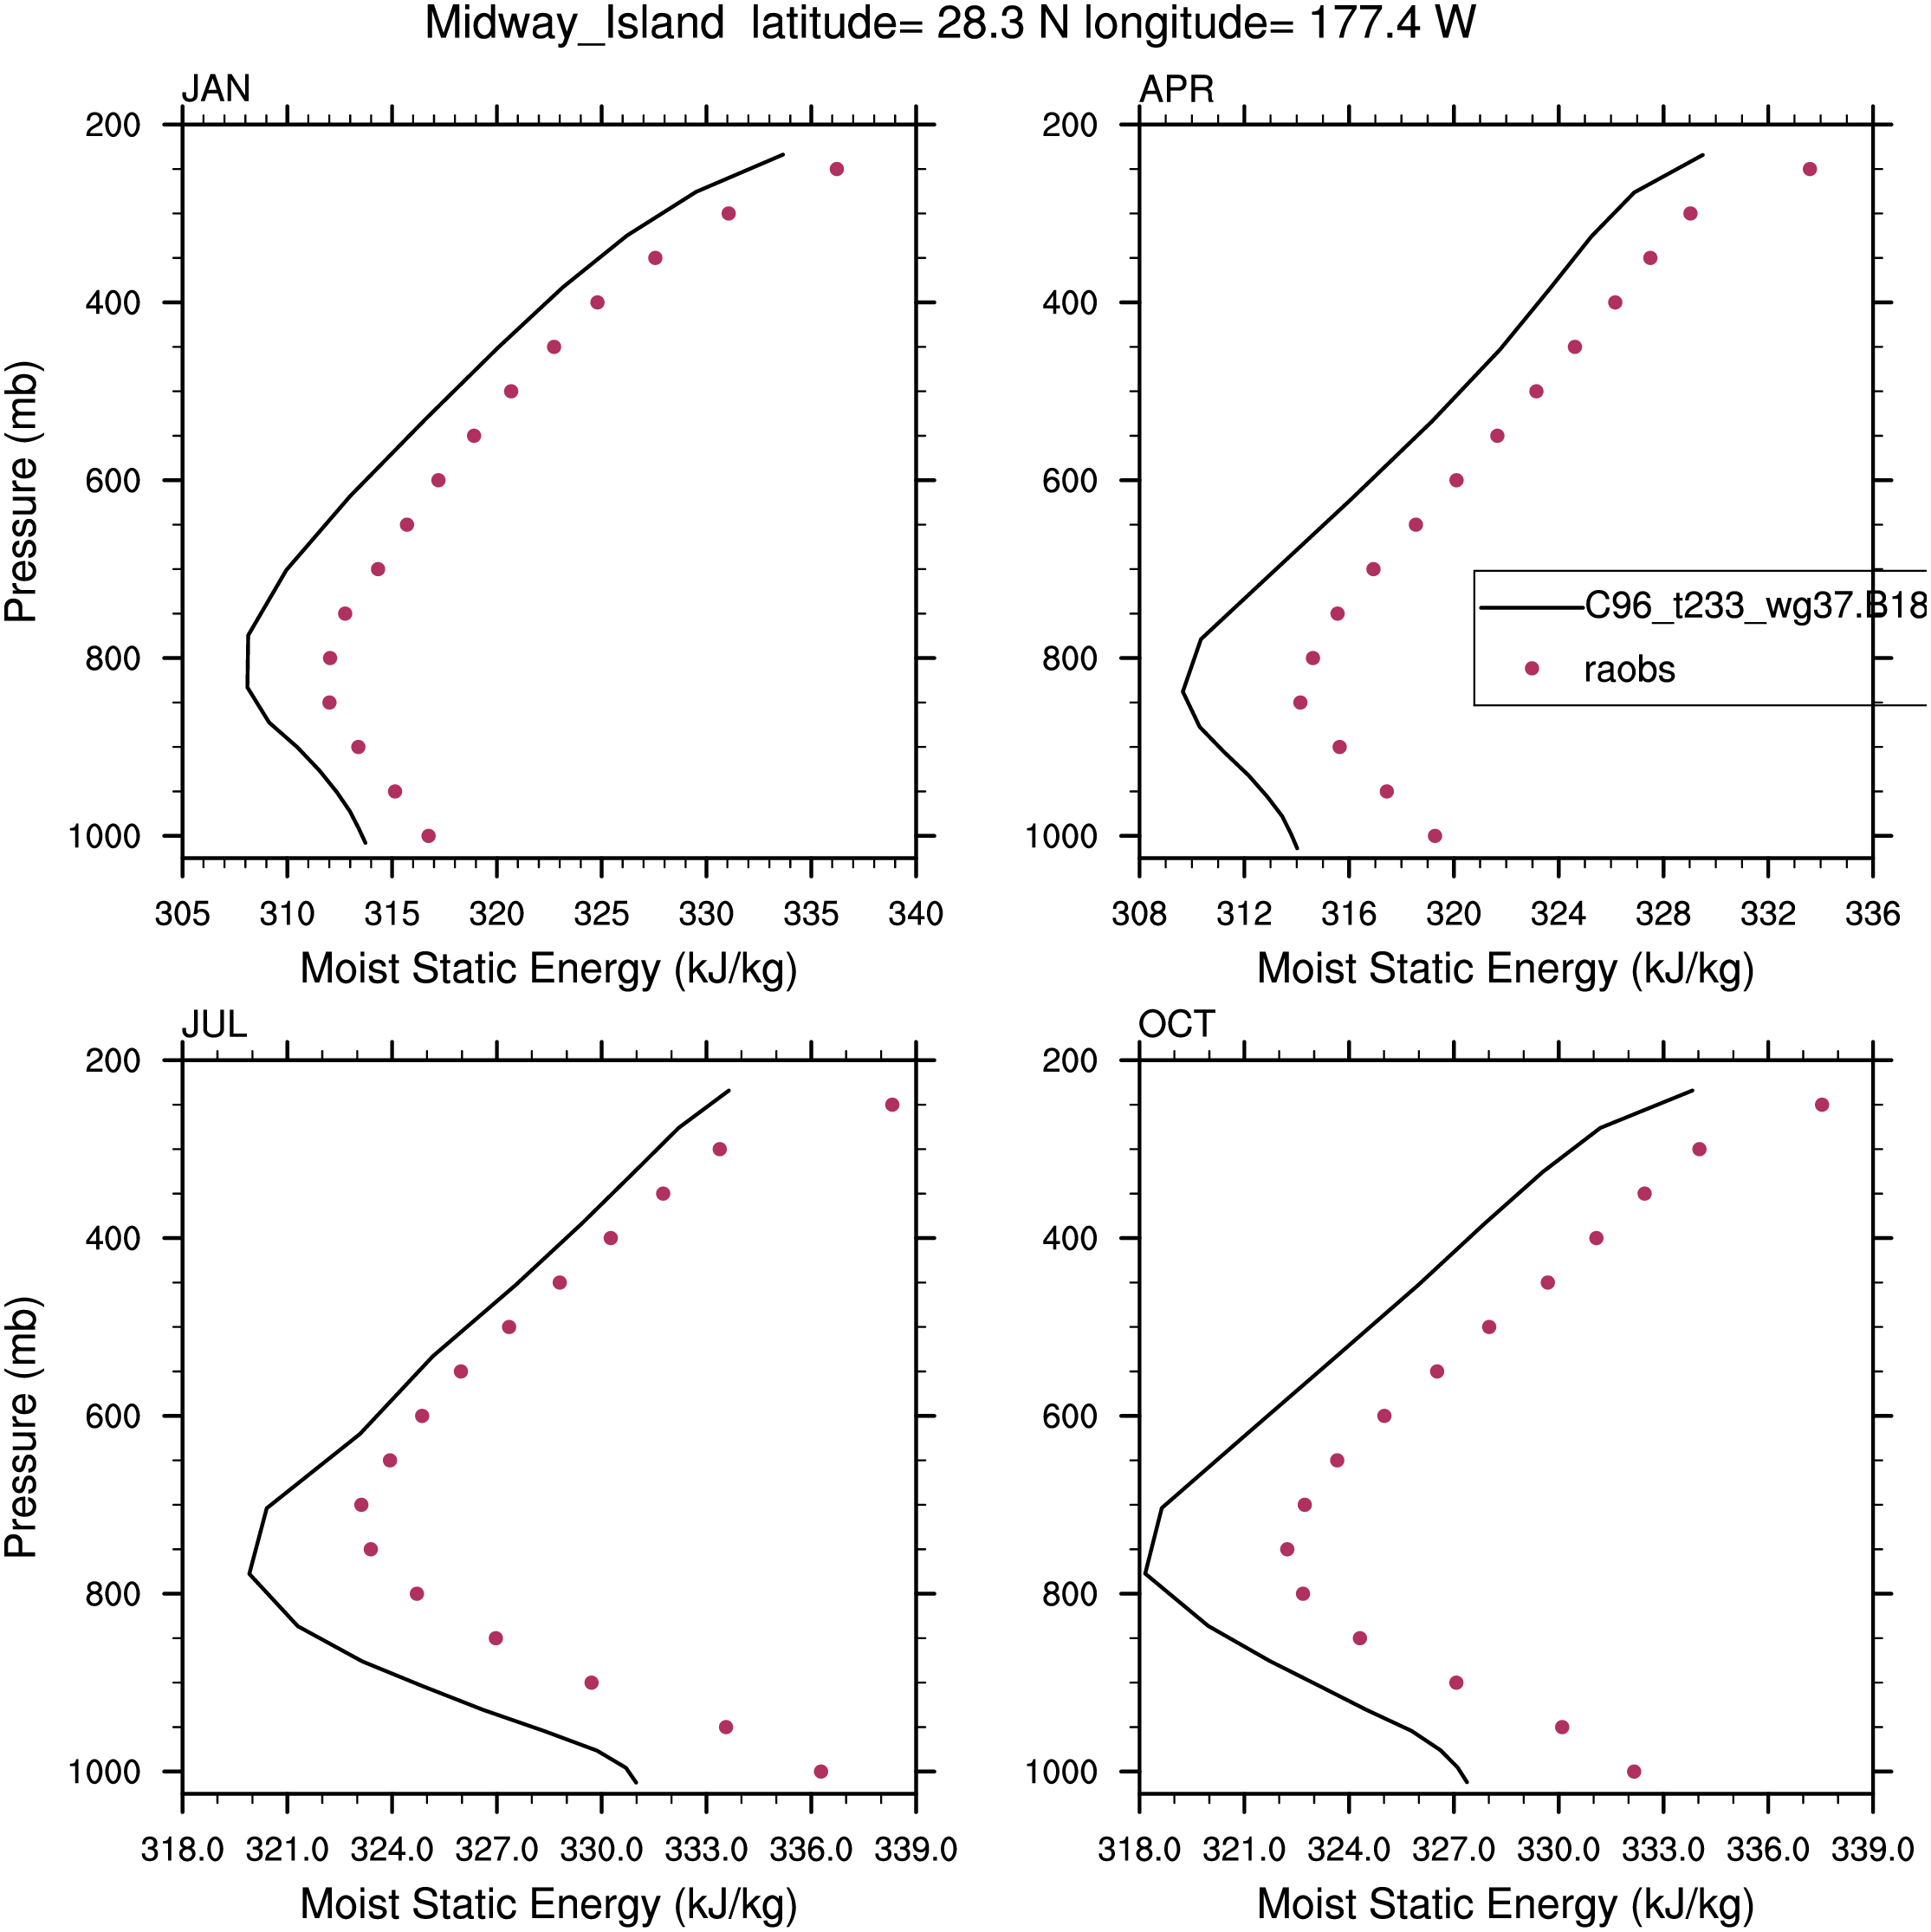 Midway_Island latitude= 28.3 N longitude= 177.4 W
JAN
200
400
600
800
1000
Pressure (mb)
305 310 315 320 325 330 335 340
Moist Static Energy (kJ/kg)
APR
200
400
600
800
1000
C96_t233_wg37.B18
raobs
308 312 316 320 324 328 332 336
Moist Static Energy (kJ/kg)
JUL
200
400
600
800
1000
Pressure (mb)
318.0 321.0 324.0 327.0 330.0 333.0 336.0 339.0
Moist Static Energy (kJ/kg)
OCT
200
400
600
800
1000
318.0 321.0 324.0 327.0 330.0 333.0 336.0 339.0
Moist Static Energy (kJ/kg)